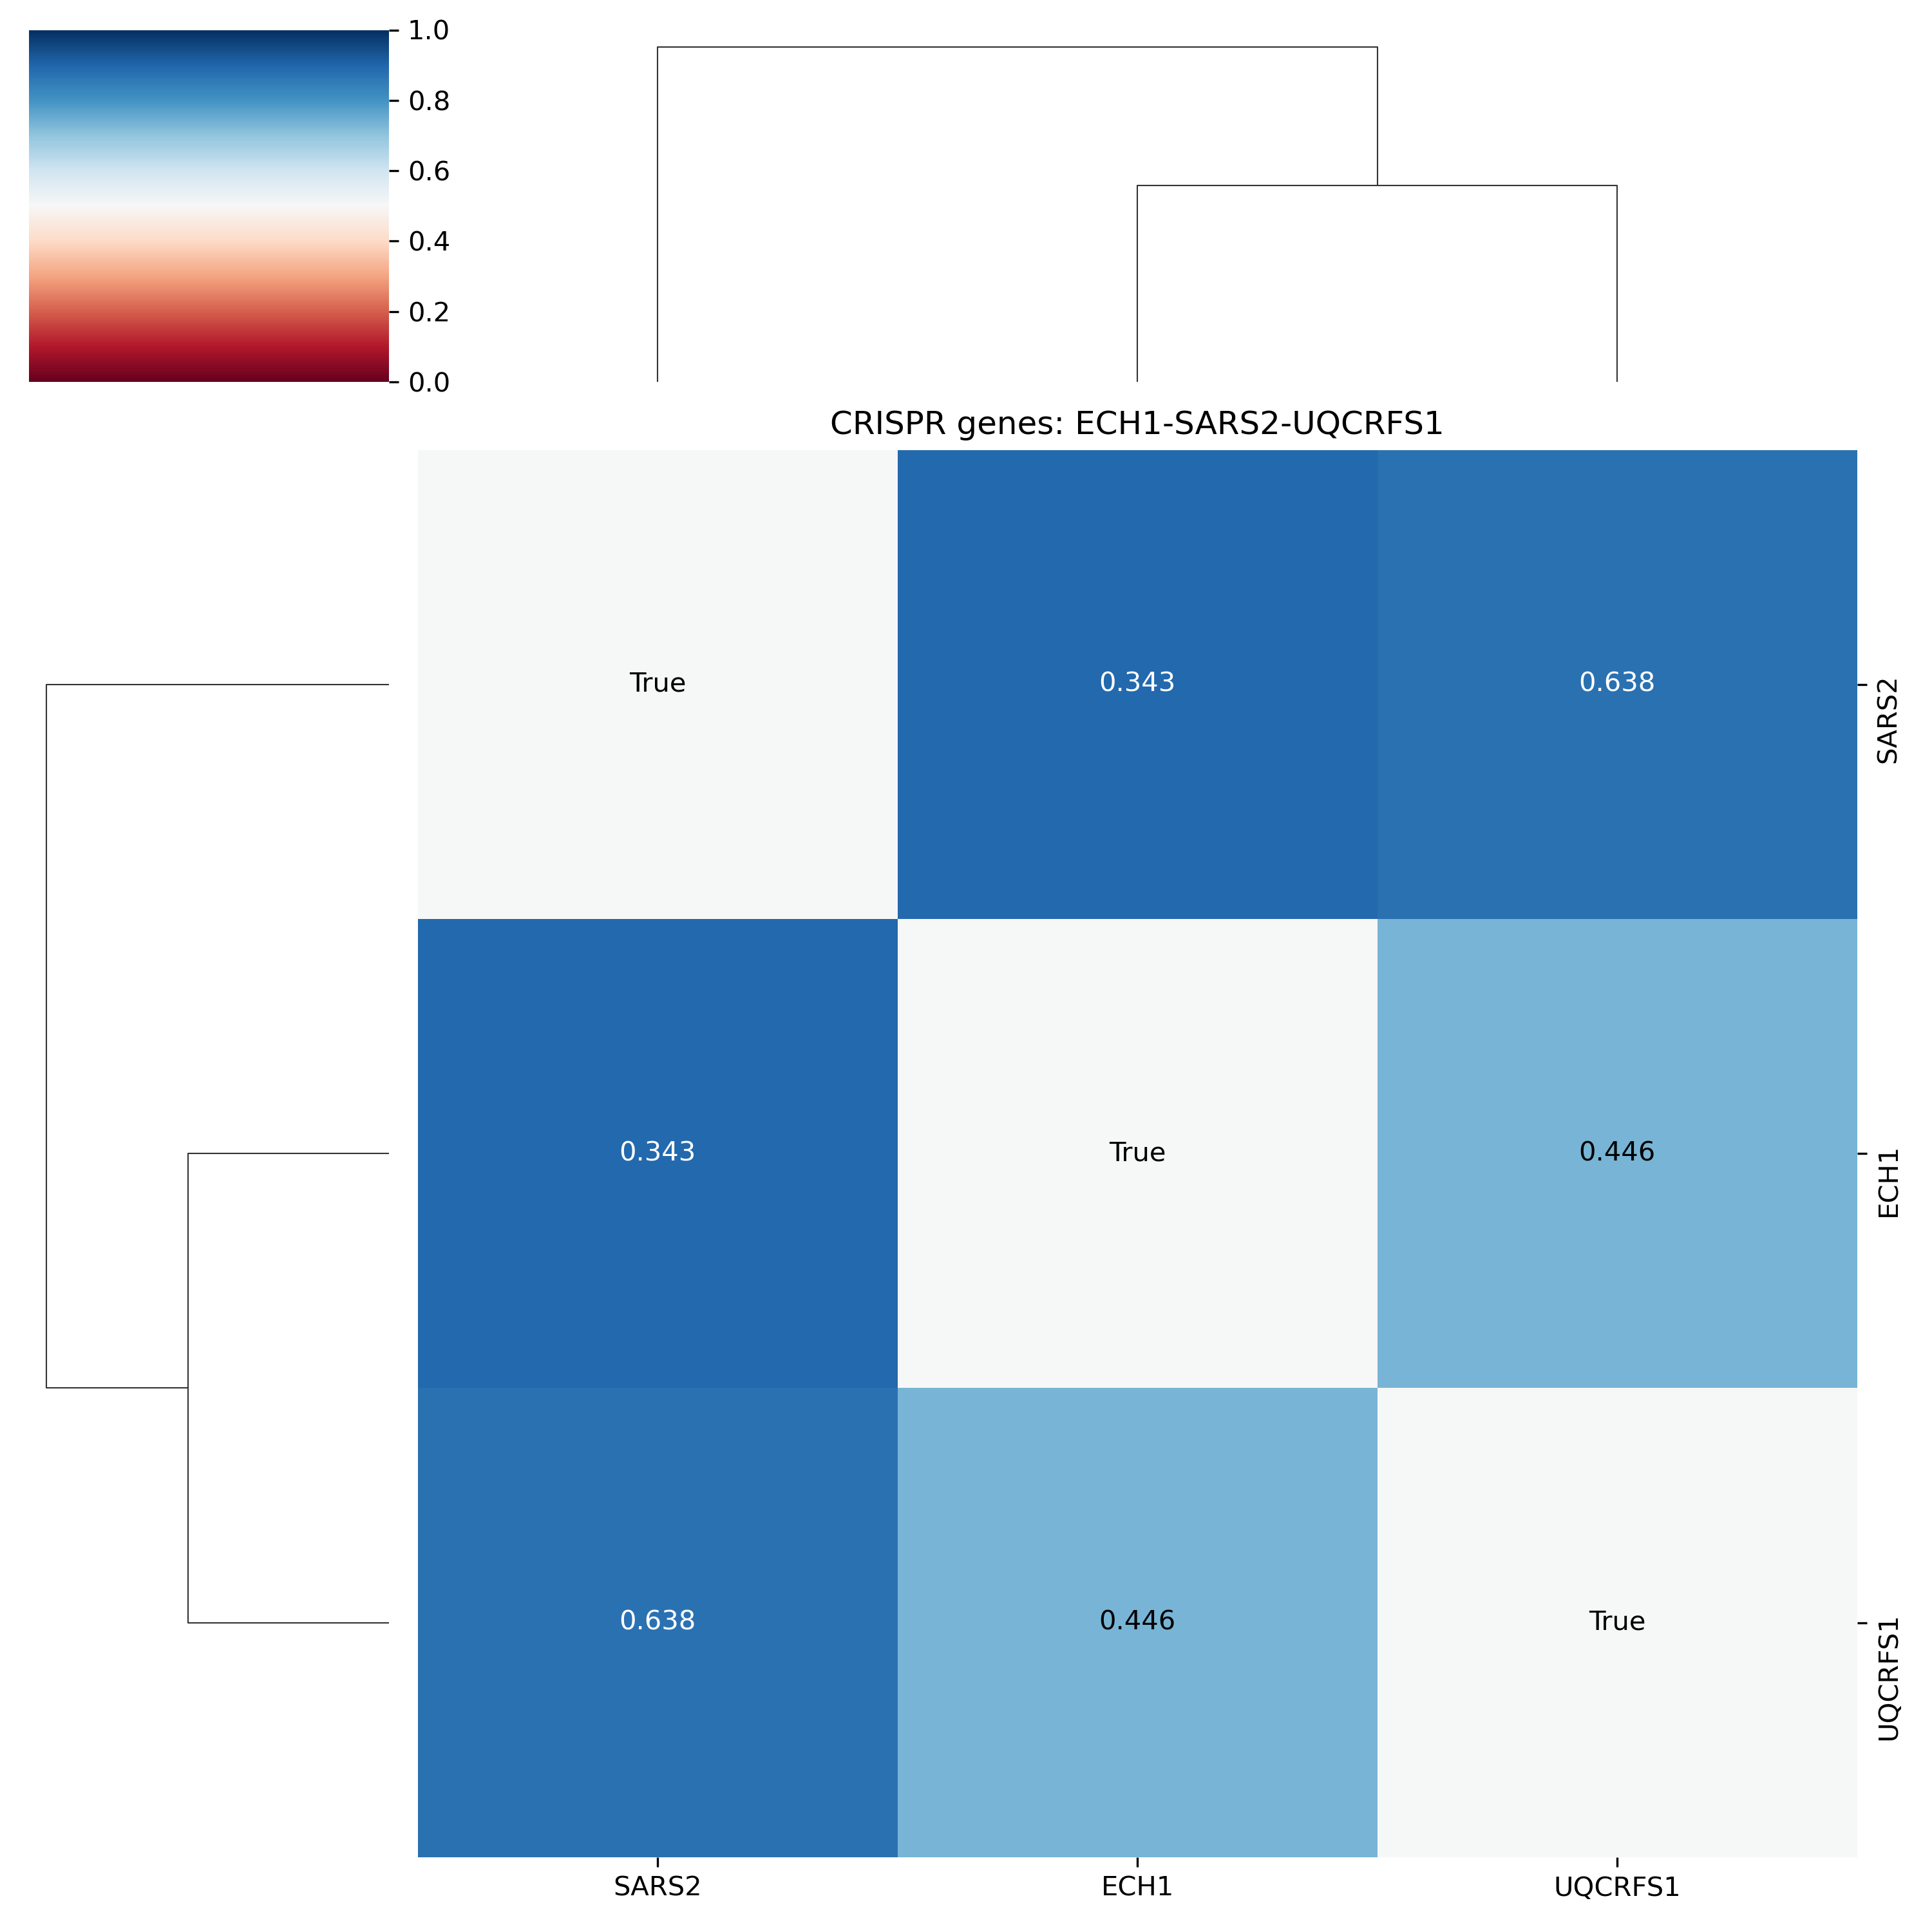 1.0
0.8
0.6
0.4
0.2
0.0
CRISPR genes: ECH1-SARS2-UQCRFS1
True 0.343 0.638 SARS2
0.343 True 0.446 ECH1
0.638 0.446 True UQCRFS1
SARS2 ECH1 UQCRFS1